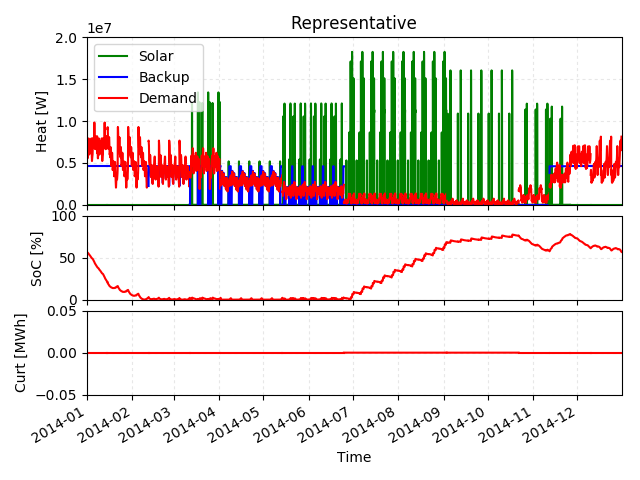 Representative
1e7
Heat [W]
2.0
1.5
1.0
0.5
0.0
Solar
Backup
Demand
SoC [%]
100
50
0
Curt [MWh]
0.05
0.00
−0.05
2014-01
2014-02
2014-03
2014-04
2014-05
2014-06
2014-07
2014-08
2014-09
2014-10
2014-11
2014-12
Time